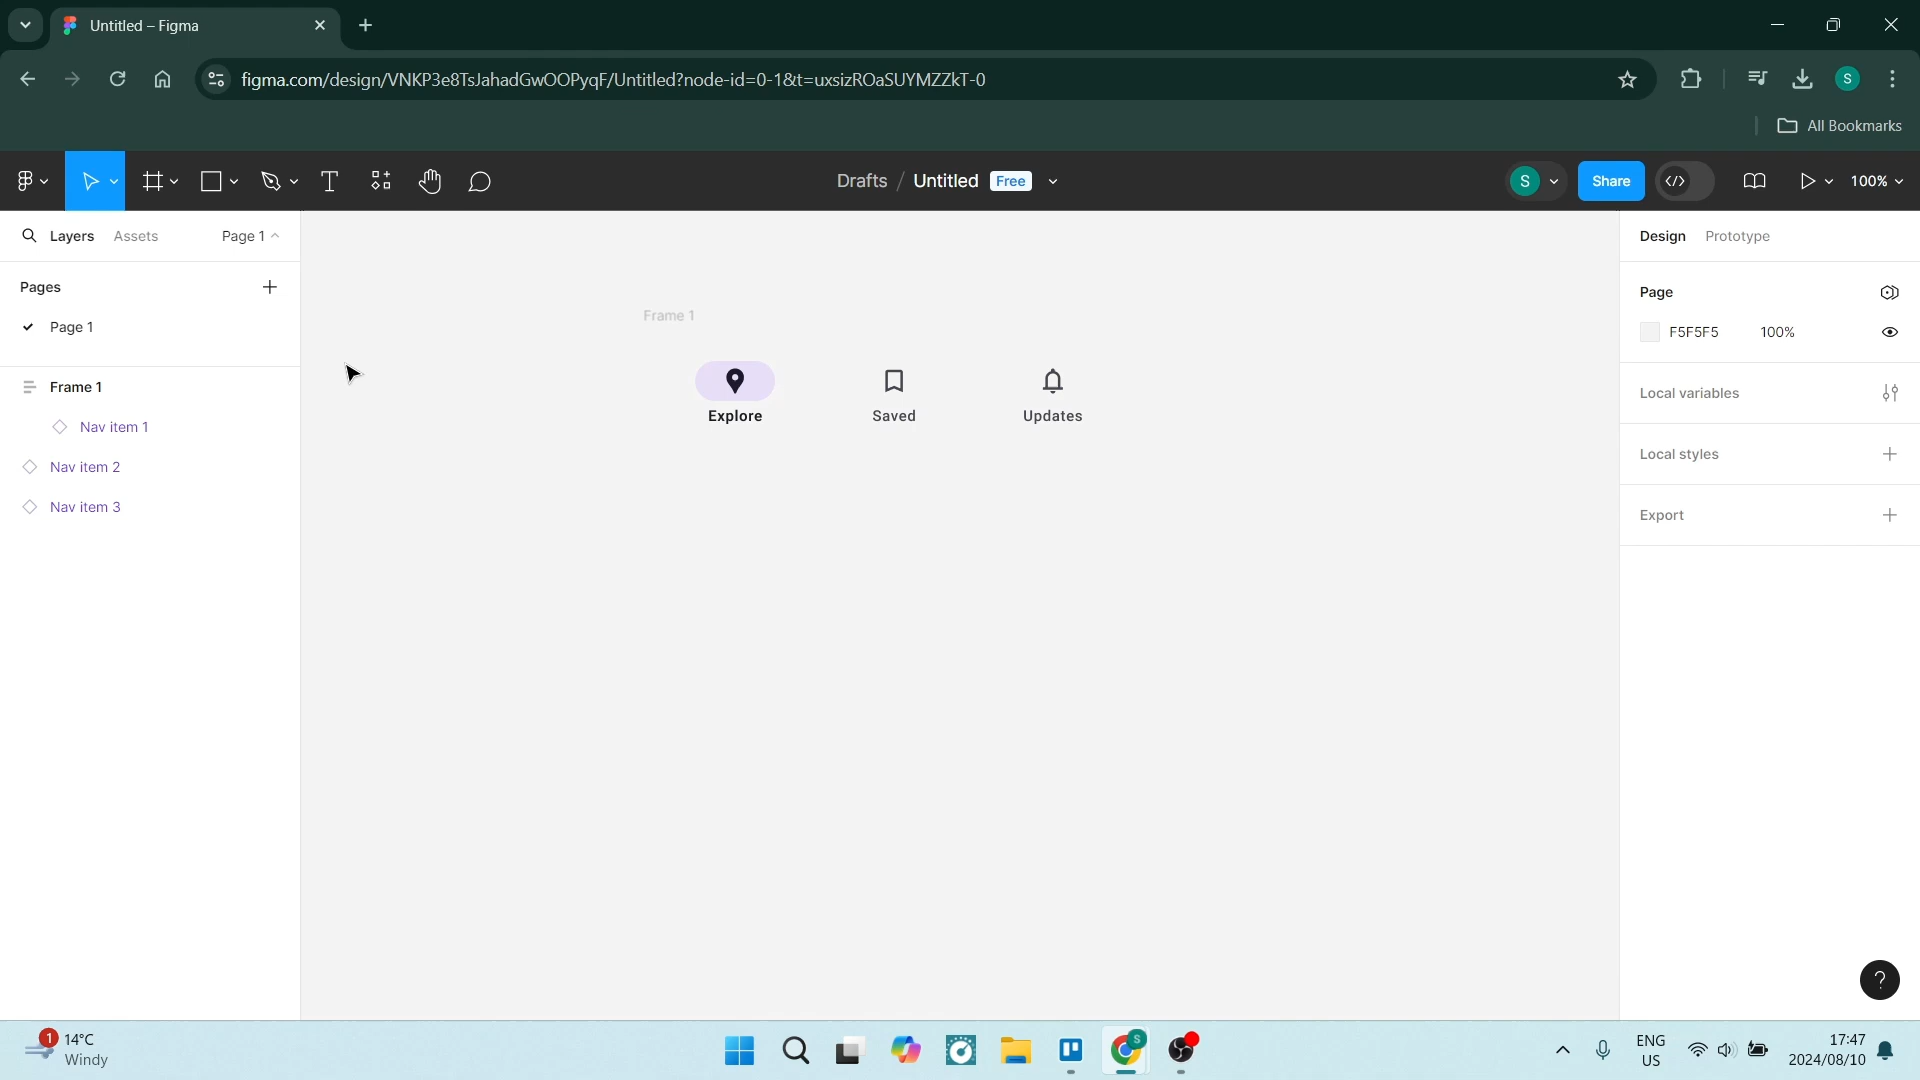 Untitled – Figma
figma.com/design/VNKP3e8TsJahadGwOOPyqF/Untitled?node-id=0-1&t=uxsizROaSUYMZZkT-0
S
All Bookmarks
Drafts / Untitled Free
S
Share
100%
Layers Assets Page 1
Pages
Page 1
Frame 1
Nav item 1
Nav item 2
Nav item 3
Frame 1
Explore Saved Updates
Design Prototype
Page
F5F5F5 100%
Local variables
Local styles
Export
?
1
14°C
Windy
S
ENG
US
17:47
2024/08/10